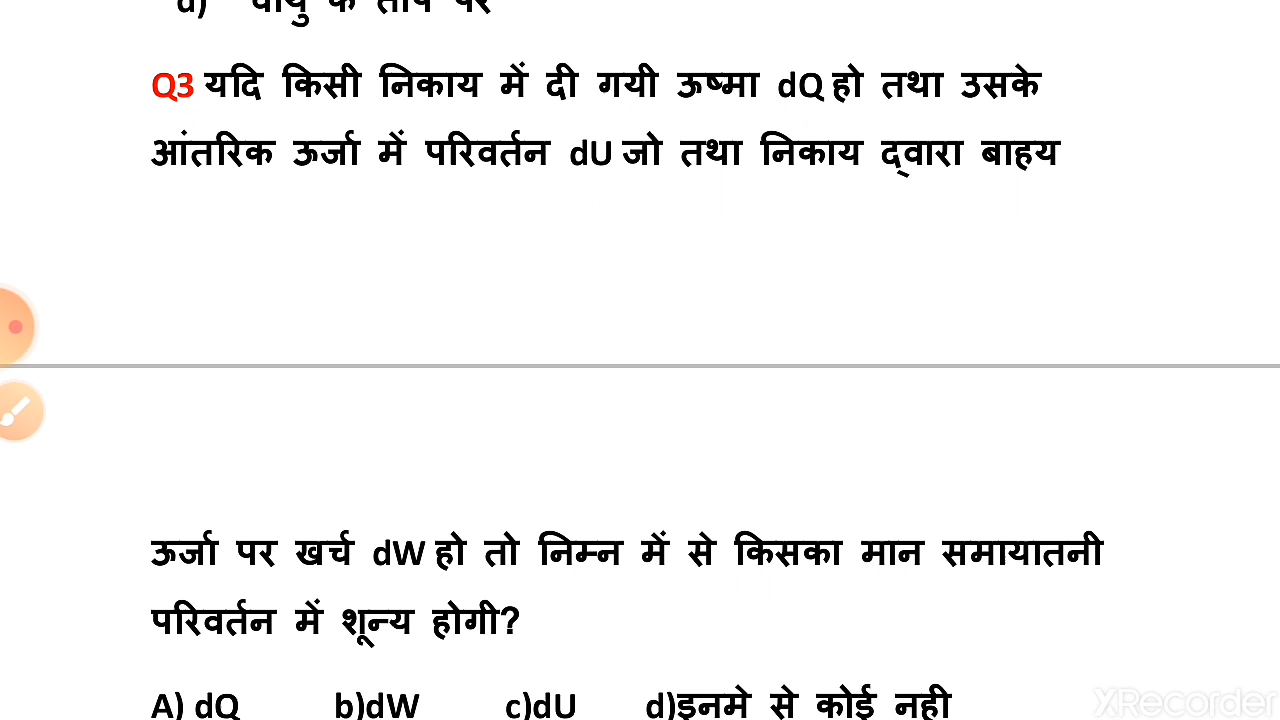 d) वायु के ताप पर
Q3 यदि किसी निकाय में दी गयी ऊष्मा dQ हो तथा उसके
आंतरिक ऊर्जा में परिवर्तन dU जो तथा निकाय द्वारा बाहय
ऊर्जा पर खर्च dW हो तो निम्न में से किसका मान समायातनी
परिवर्तन में शून्य होगी?
A) dQ b)dW c)dU d)इनमे से कोई नही
XRecorder